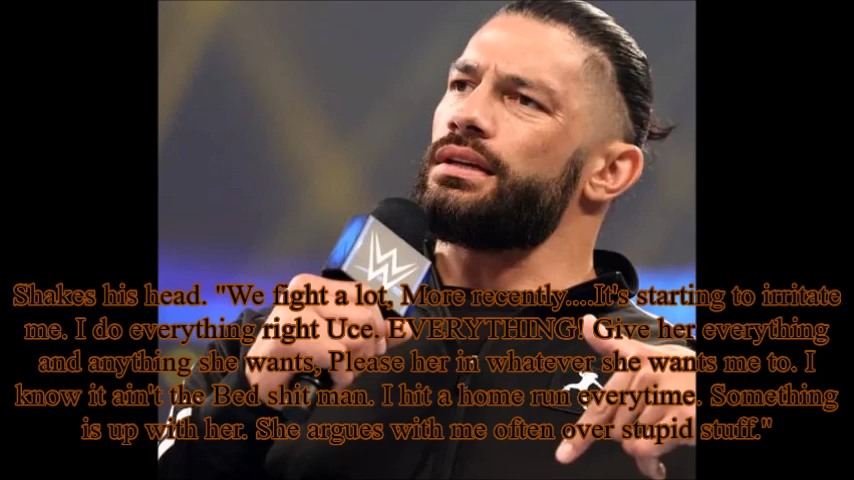 W
Shakes his head. "We fight a lot, More recently....It's starting to irritate
me. I do everything right Uce. EVERYTHING! Give her everything
and anything she wants, Please her in whatever she wants me to. I
know it ain't the Bed shit man. I hit a home run everytime. Something
is up with her. She argues with me often over stupid stuff."